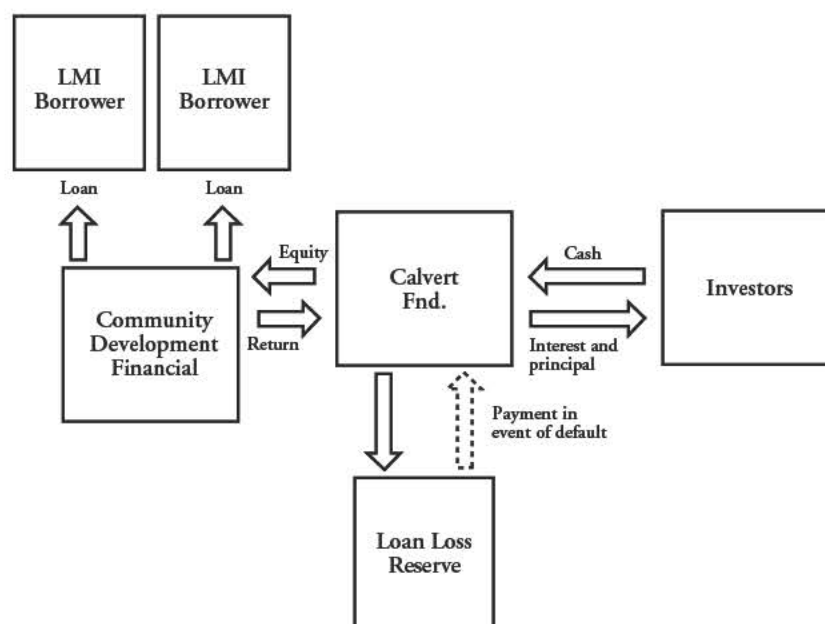 LMI
Borrower
LMI
Borrower
Loan
Loan
Equity
Cash
Calvert
Fnd.
Investors
Community
Development
Financial
Return
Interest and
principal
Payment in
event of default
Loan Loss
Reserve